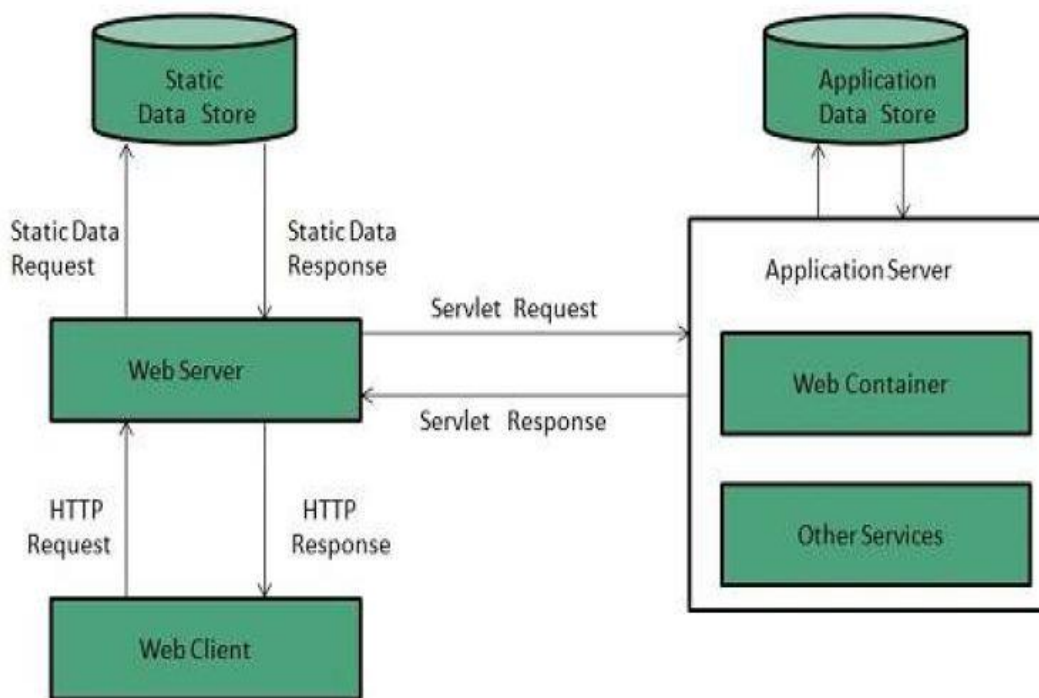 Static
Data Store
Application
Data Store
Static Data
Request
Static Data
Response
Application Server
Servlet Request
Web Server
Web Container
Servlet Response
HTTP
Request
HTTP
Response
Other Services
Web Client